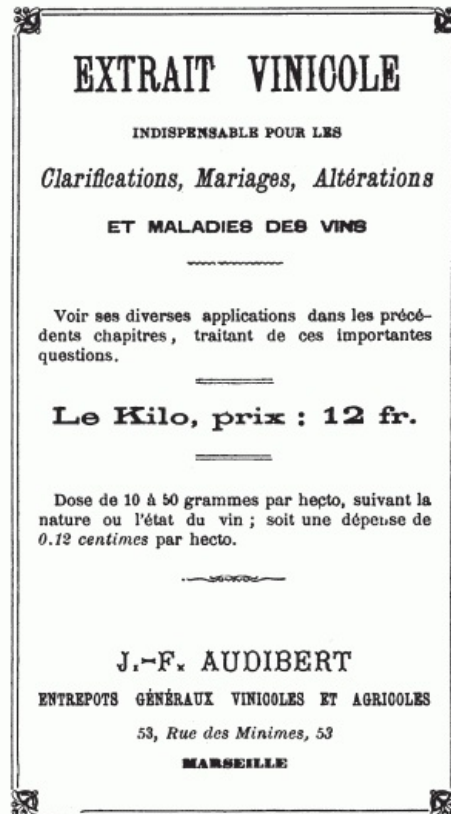 EXTRAIT VINICOLE
INDISPENSABLE POUR LES
Clarifications, Mariages, Altérations
ET MALADIES DES VINS
Voir ses diverses applications dans les précé-
dents chapitres, traitant de ces importantes
questions.
Le Kilo, prix : 12 fr.
Dose de 10 à 50 grammes par hecto, suivant la
nature ou l'état du vin ; soit une dépense de
0.12 centimes par hecto.
J.-F. AUDIBERT
ENTREPOTS GÉNÉRAUX VINICOLES ET AGRICOLES
53, Rue des Minimes, 53
MARSEILLE